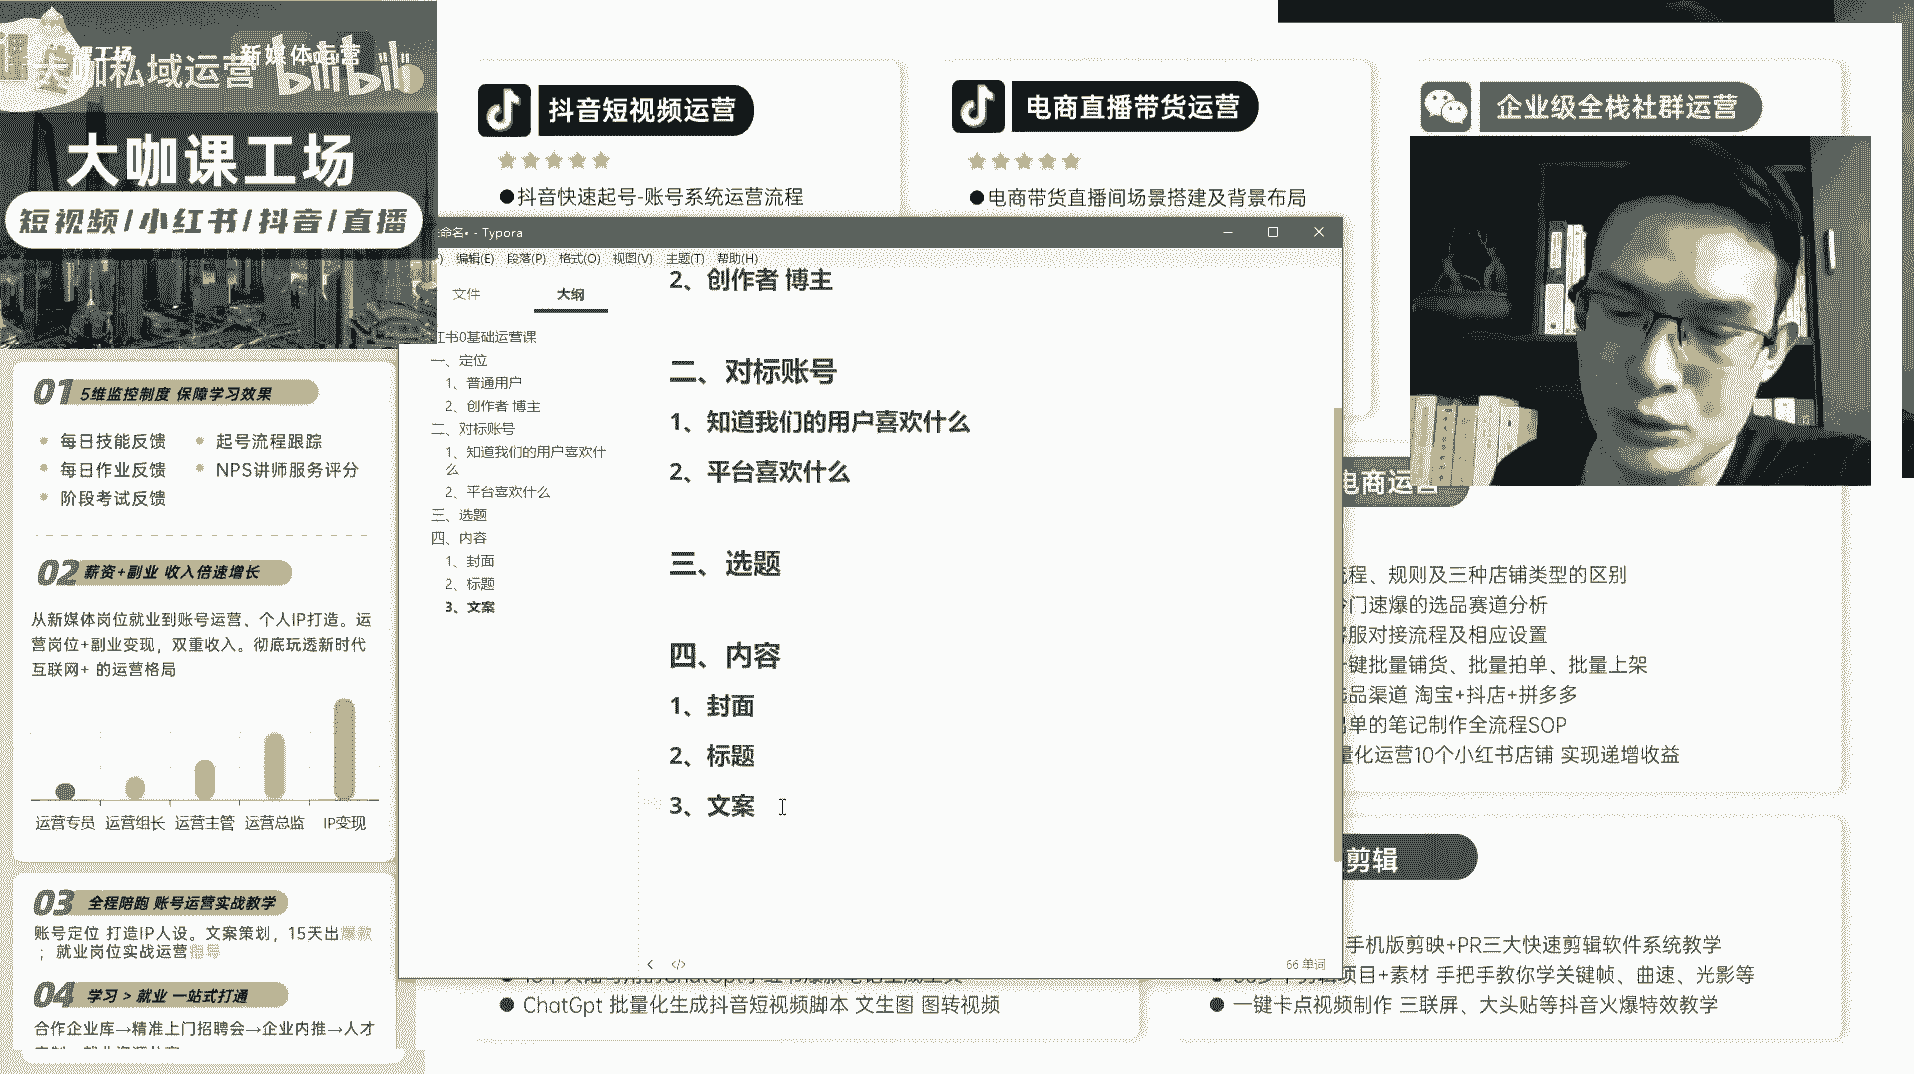 大咖私域运营
新媒体运营
bilibili
大咖课工场
短视频/小红书/抖音/直播
01 5维监控制度 保障学习效果
每日技能反馈
起号流程跟踪
每日作业反馈
NPS讲师服务评分
阶段考试反馈
02 薪资+副业 收入倍速增长
从新媒体岗位就业到账号运营、个人IP打造。运
营岗位+副业变现，双重收入。彻底玩透新时代
互联网+ 的运营格局
运营专员 运营组长 运营主管 运营总监 IP变现
03 全程陪跑 账号运营实战教学
账号定位 打造IP人设。文案策划，15天出爆款
；就业岗位实战运营指导
04 学习 > 就业 一站式打通
合作企业库→精准上门招聘会→企业内推→人才
抖音短视频运营
●抖音快速起号-账号系统运营流程
电商直播带货运营
●电商带货直播间场景搭建及背景布局
企业级全栈社群运营
命名• - Typora
编辑(E) 段落(P) 格式(O) 视图(V) 主题(T) 帮助(H)
文件 大纲
红书0基础运营课
一、定位
1、普通用户
2、创作者 博主
二、对标账号
1、知道我们的用户喜欢什
么
2、平台喜欢什么
三、选题
四、内容
1、封面
2、标题
3、文案
2、创作者 博主
二、对标账号
1、知道我们的用户喜欢什么
2、平台喜欢什么
三、选题
四、内容
1、封面
2、标题
3、文案
66 单词
电商运营
流程、规则及三种店铺类型的区别
冷门速爆的选品赛道分析
客服对接流程及相应设置
一键批量铺货、批量拍单、批量上架
选品渠道 淘宝+抖店+拼多多
出单的笔记制作全流程SOP
量化运营10个小红书店铺 实现递增收益
剪辑
手机版剪映+PR三大快速剪辑软件系统教学
项目+素材 手把手教你学关键帧、曲速、光影等
● 一键卡点视频制作 三联屏、大头贴等抖音火爆特效教学
● ChatGpt 批量化生成抖音短视频脚本 文生图 图转视频